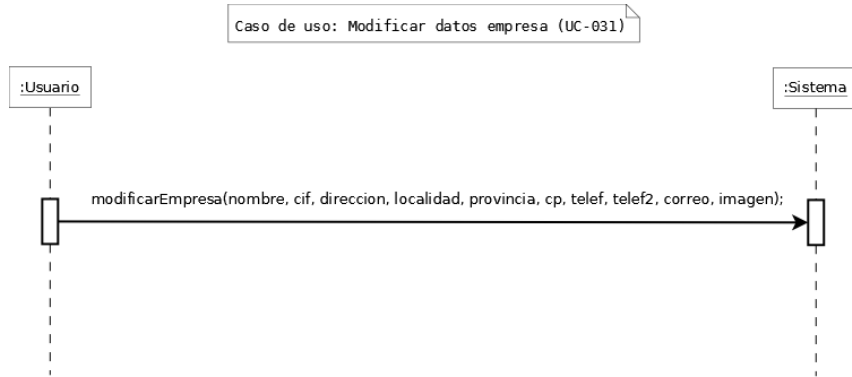 Caso de uso: Modificar datos empresa (UC-031)
:Usuario
:Sistema
modificarEmpresa(nombre, cif, direccion, localidad, provincia, cp, telef, telef2, correo, imagen);